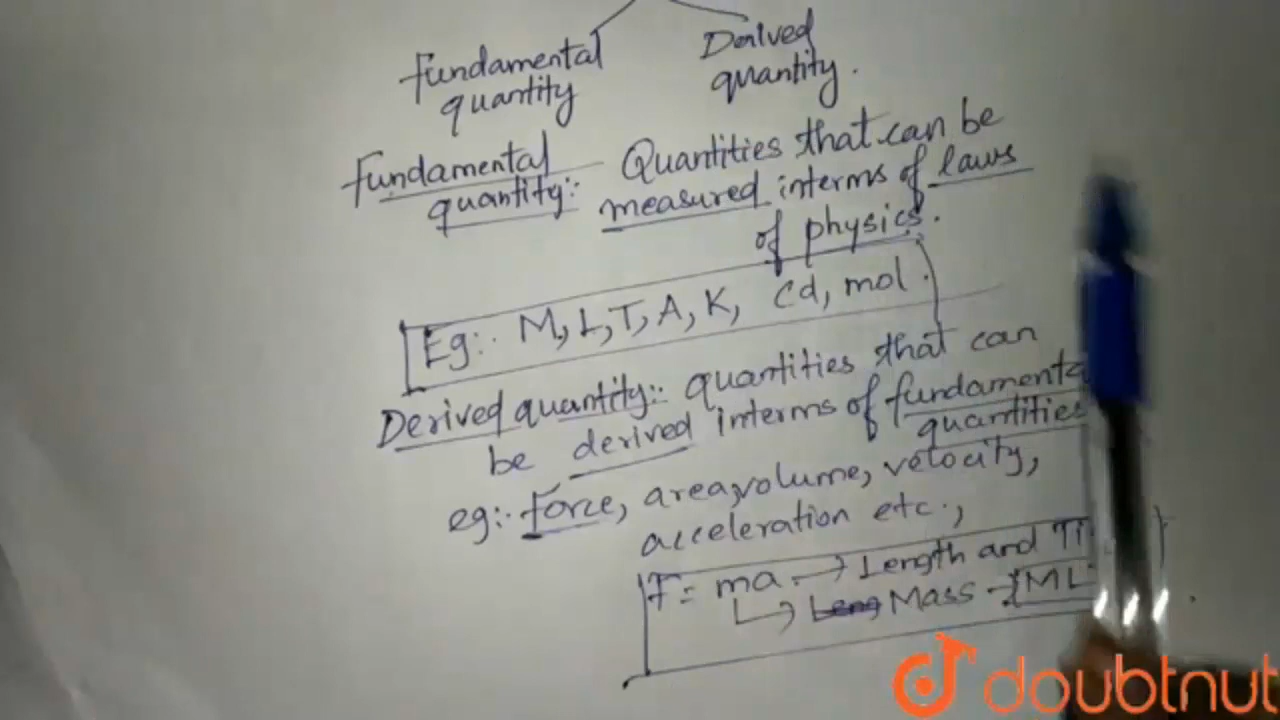 Fundamental quantity
Derived quantity.
Fundamental quantity:- Quantities that can be
measured interms of laws
of physics.
Eg:- M, L, T, A, K, Cd, mol.
Derived quantity:- quantities that can
be derived interms of
quantities
eg:- Force, area, volume, velocity,
acceleration etc.,
F = ma → Length and
Mass - [ML
doubtnut